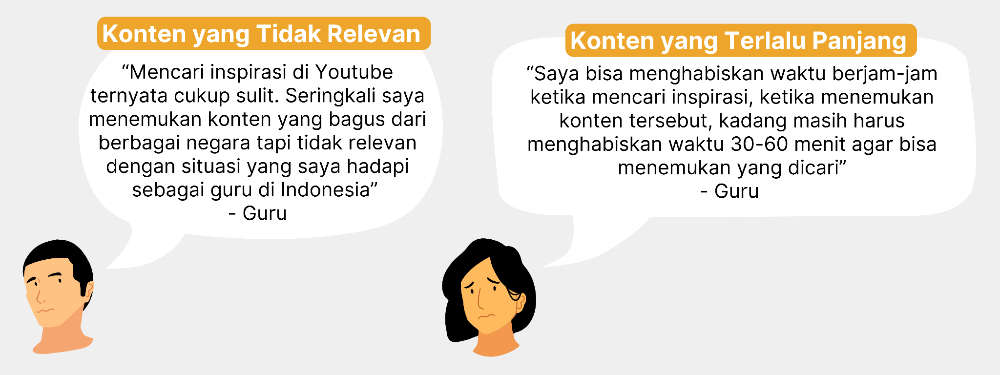 Konten yang Tidak Relevan
“Mencari inspirasi di Youtube
ternyata cukup sulit. Seringkali saya
menemukan konten yang bagus dari
berbagai negara tapi tidak relevan
dengan situasi yang saya hadapi
sebagai guru di Indonesia”
- Guru
Konten yang Terlalu Panjang
“Saya bisa menghabiskan waktu berjam-jam
ketika mencari inspirasi, ketika menemukan
konten tersebut, kadang masih harus
menghabiskan waktu 30-60 menit agar bisa
menemukan yang dicari”
- Guru